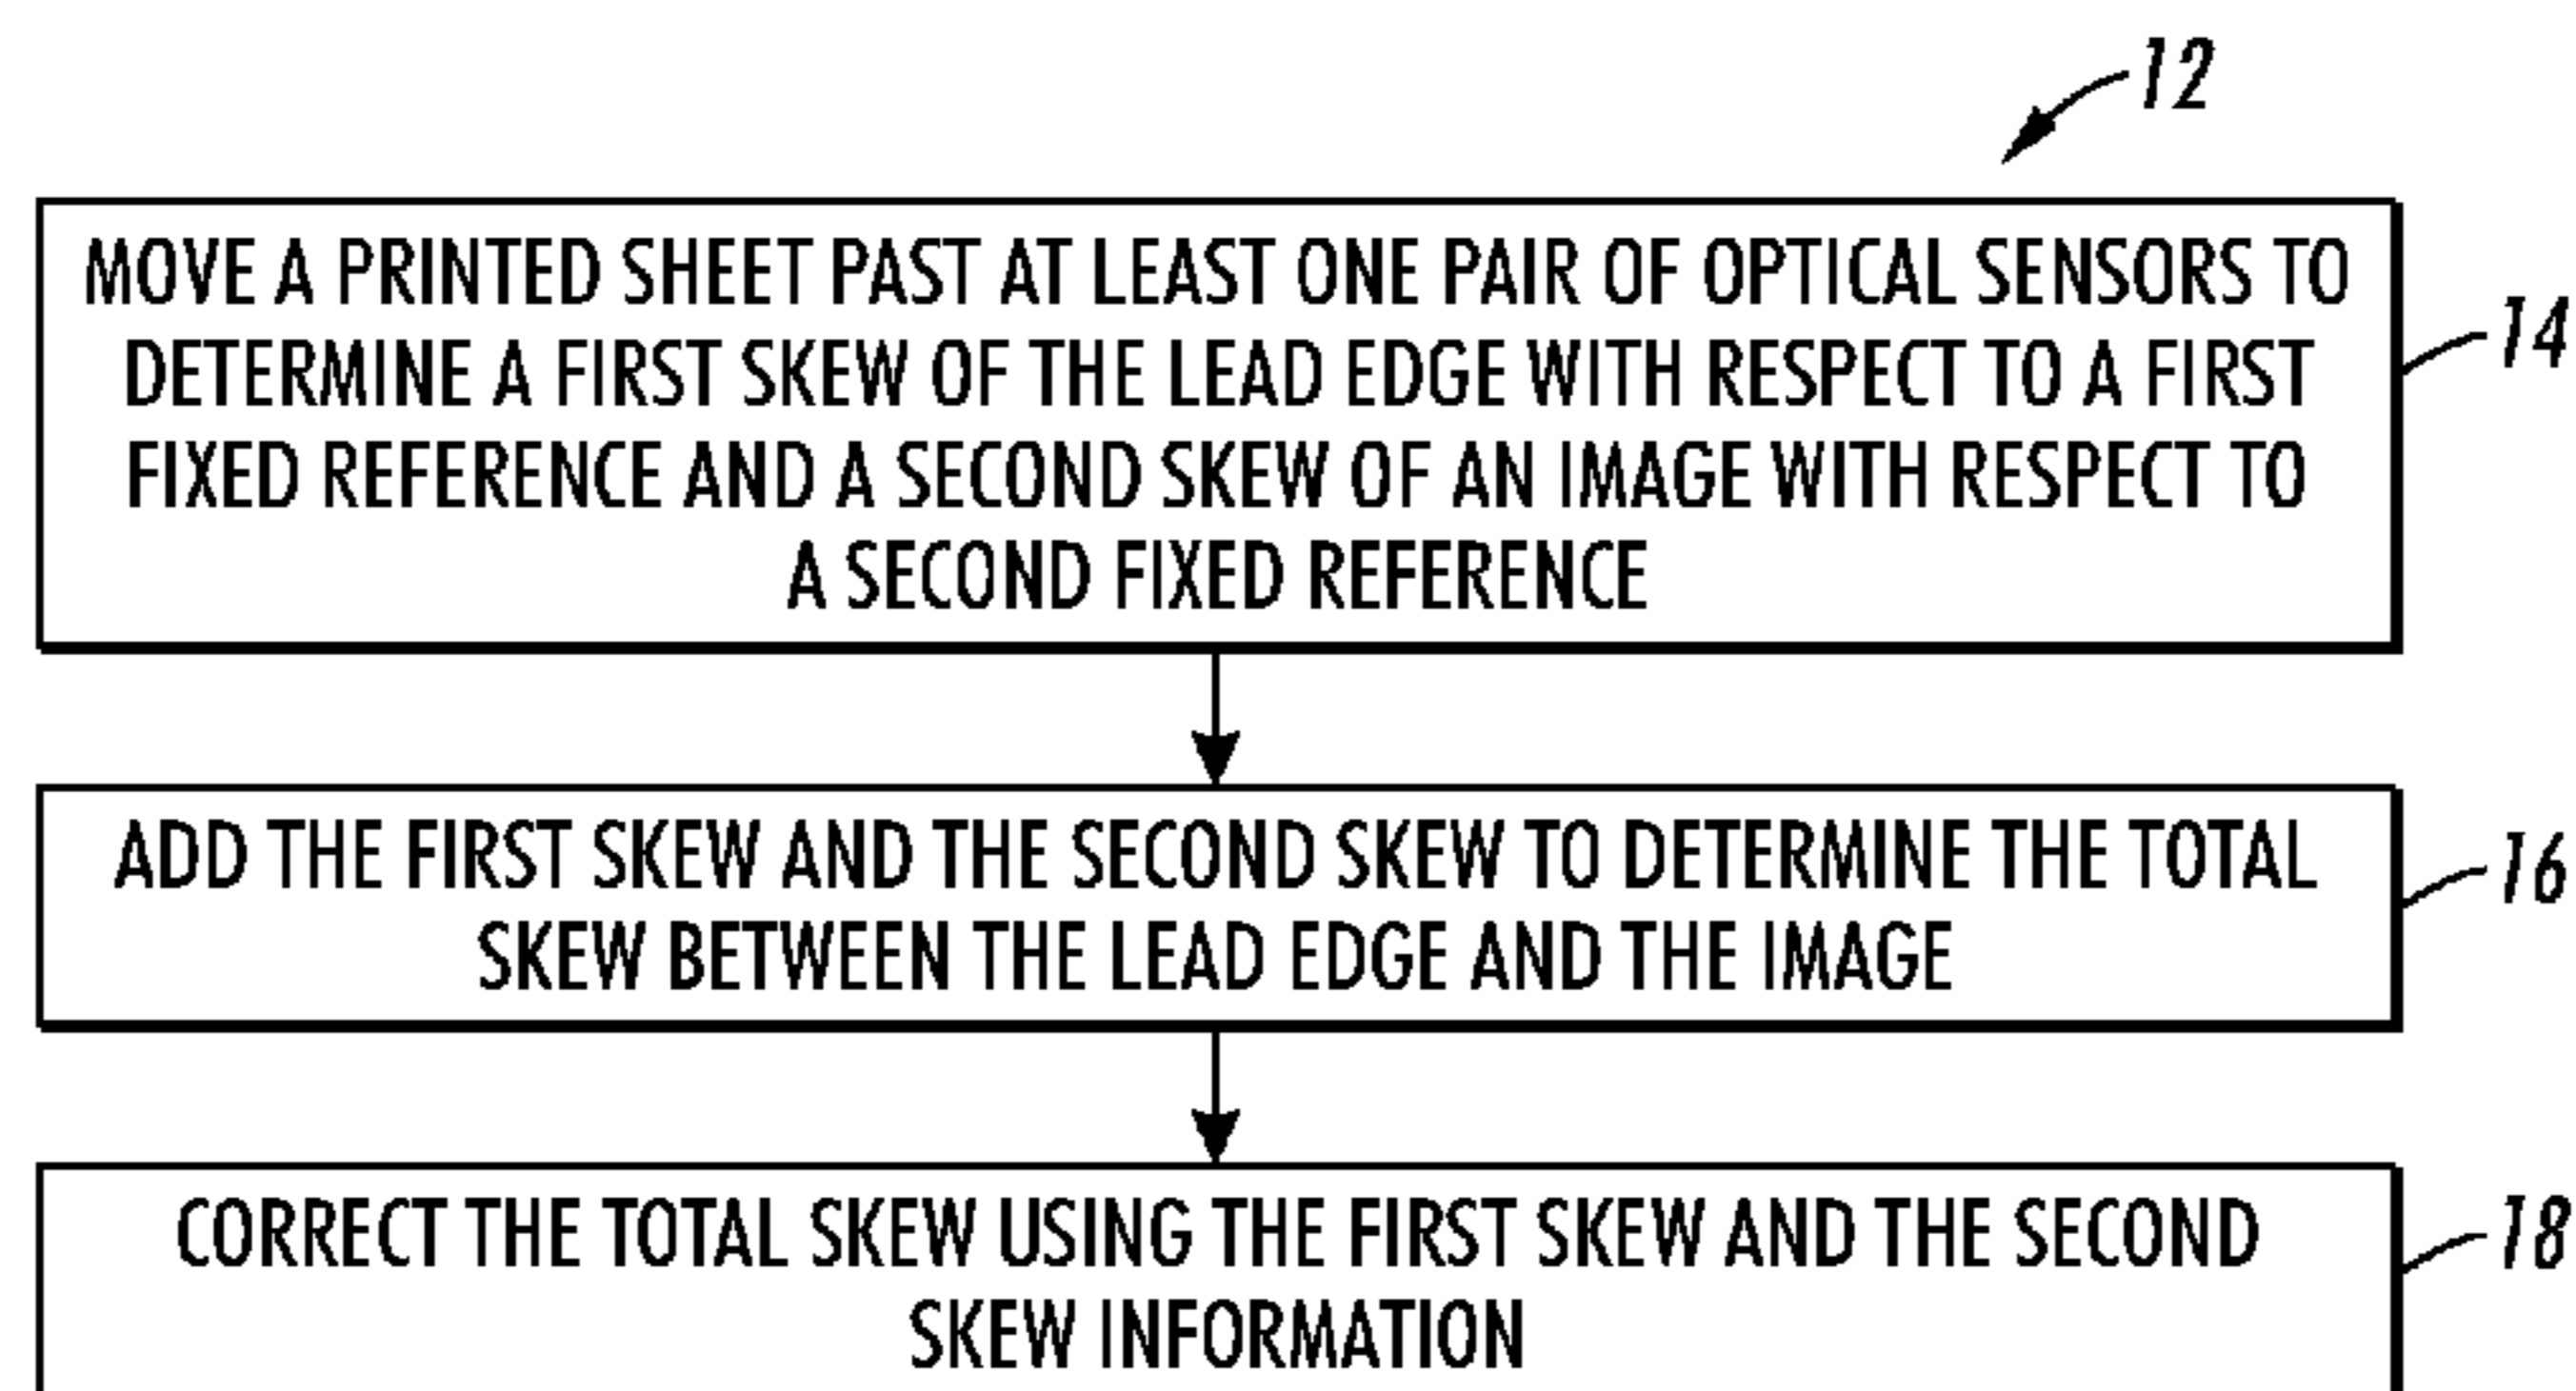 12
MOVE A PRINTED SHEET PAST AT LEAST ONE PAIR OF OPTICAL SENSORS TO
DETERMINE A FIRST SKEW OF THE LEAD EDGE WITH RESPECT TO A FIRST
FIXED REFERENCE AND A SECOND SKEW OF AN IMAGE WITH RESPECT TO
A SECOND FIXED REFERENCE
14
ADD THE FIRST SKEW AND THE SECOND SKEW TO DETERMINE THE TOTAL
SKEW BETWEEN THE LEAD EDGE AND THE IMAGE
16
CORRECT THE TOTAL SKEW USING THE FIRST SKEW AND THE SECOND
SKEW INFORMATION
18